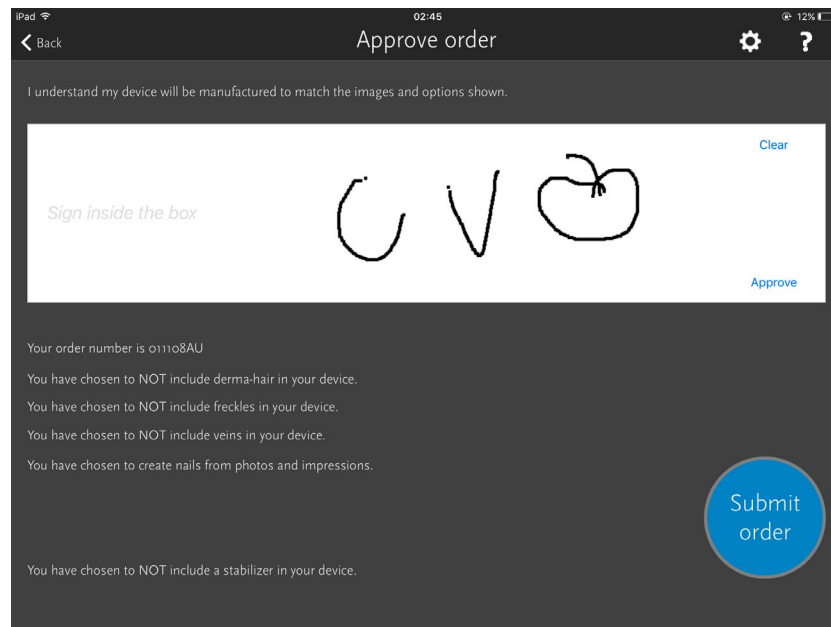 iPad 02:45 12%
Back Approve order ?
I understand my device will be manufactured to match the images and options shown.
Clear
Sign inside the box
Approve
Your order number is 011108AU
You have chosen to NOT include derma-hair in your device.
You have chosen to NOT include freckles in your device.
You have chosen to NOT include veins in your device.
You have chosen to create nails from photos and impressions.
Submit
order
You have chosen to NOT include a stabilizer in your device.